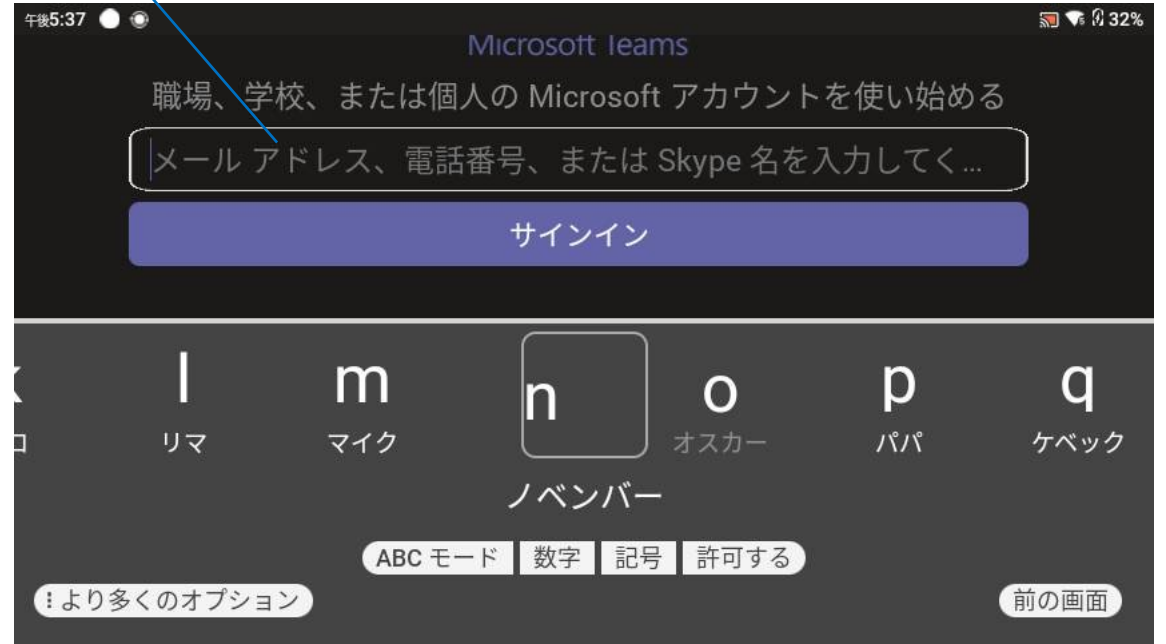 午後5:37 32%
Microsoft Teams
職場、学校、または個人の Microsoft アカウントを使い始める
メール アドレス、電話番号、または Skype 名を入力してく...
サインイン
l m n o p q
リマ マイク オスカー パパ ケベック
ノベンバー
ABC モード 数字 記号 許可する
より多くのオプション 前の画面